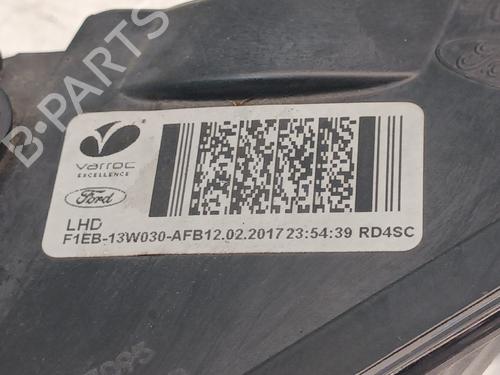 B-PARTS
varroc
EXCELLENCE
Ford
LHD
F1EB-13W030-AFB12.02.2017 23:54:39 RD4SC